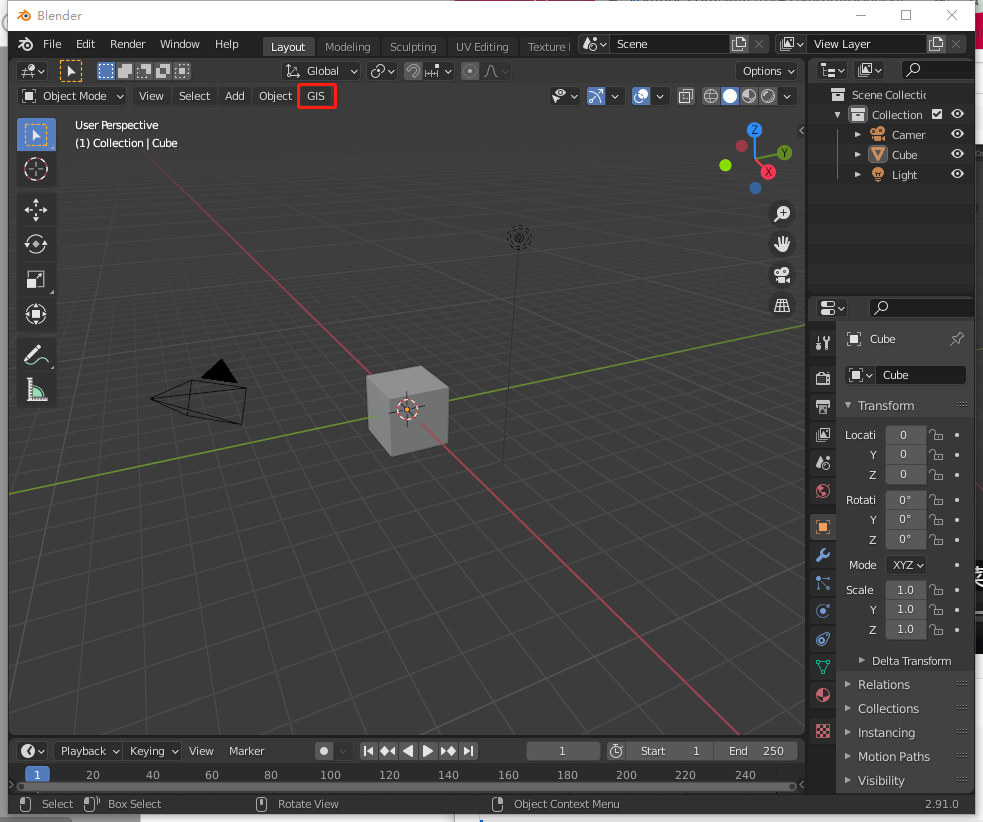 Blender
File Edit Render Window Help Layout Modeling Sculpting UV Editing Texture Scene View Layer
Global Options
Object Mode View Select Add Object GIS
User Perspective
(1) Collection | Cube
Z
Y
X
Scene Collectic
Collection
Camer
Cube
Light
Cube
Cube
Transform
Locati 0
Y 0
Z 0
Rotati 0°
Y 0°
Z 0°
Mode XYZ
Scale 1.0
Y 1.0
Z 1.0
Delta Transform
Relations
Collections
Instancing
Motion Paths
Visibility
Playback Keying View Marker 1 Start 1 End 250
1 20 40 60 80 100 120 140 160 180 200 220 240
Select Box Select Rotate View Object Context Menu 2.91.0